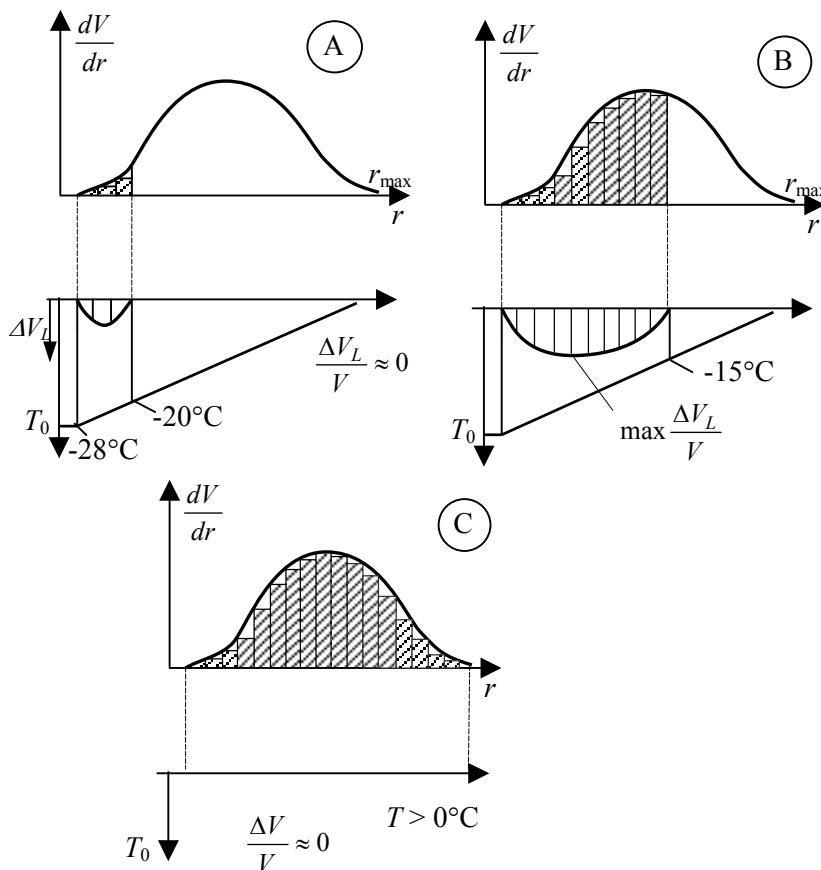 dV/dr
A
r_max
r
ΔV_L
ΔV_L/V ≈ 0
-20°C
T_0
-28°C
dV/dr
B
r_max
r
-15°C
T_0
max ΔV_L/V
dV/dr
C
r
T > 0°C
T_0
ΔV/V ≈ 0